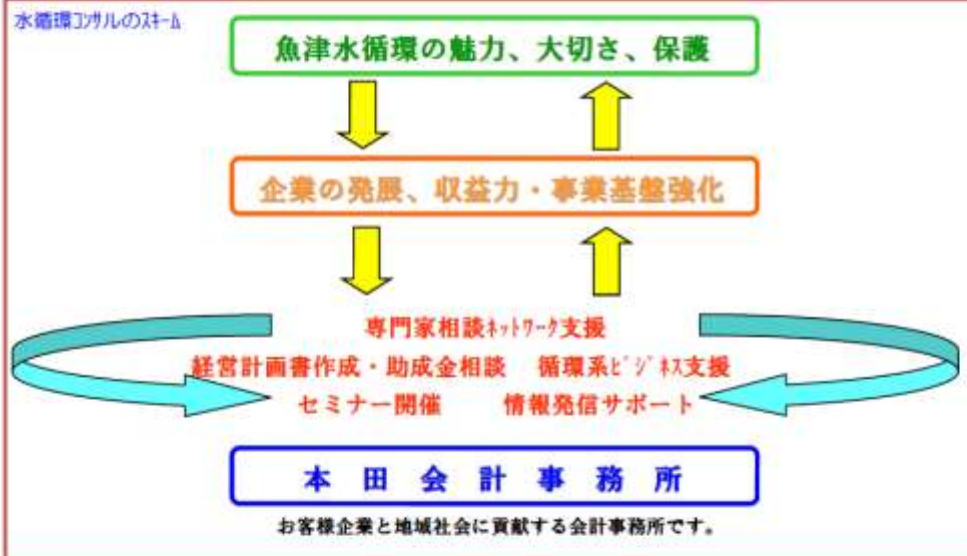 水循環ｺﾝｻﾙのｽｷｰﾑ
魚津水循環の魅力、大切さ、保護
企業の発展、収益力・事業基盤強化
専門家相談ﾈｯﾄﾜｰｸ支援
経営計画書作成・助成金相談　循環系ﾋﾞｼﾞﾈｽ支援
セミナー開催　情報発信サポート
本田会計事務所
お客様企業と地域社会に貢献する会計事務所です。